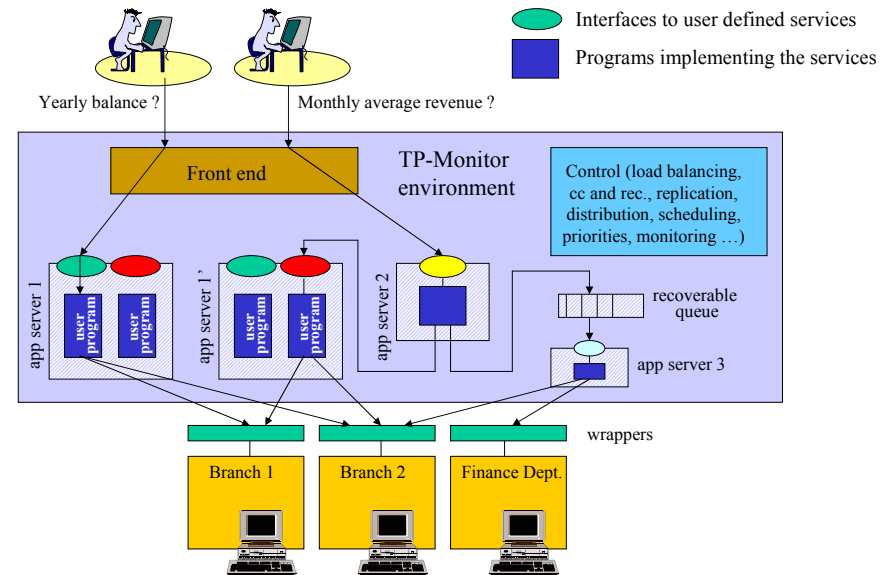 Interfaces to user defined services
Programs implementing the services
Yearly balance ?
Monthly average revenue ?
Front end
TP-Monitor
environment
Control (load balancing,
cc and rec., replication,
distribution, scheduling,
priorities, monitoring …)
app server 1
user
program
user
program
app server 1’
user
program
user
program
app server 2
recoverable
queue
app server 3
wrappers
Branch 1
Branch 2
Finance Dept.